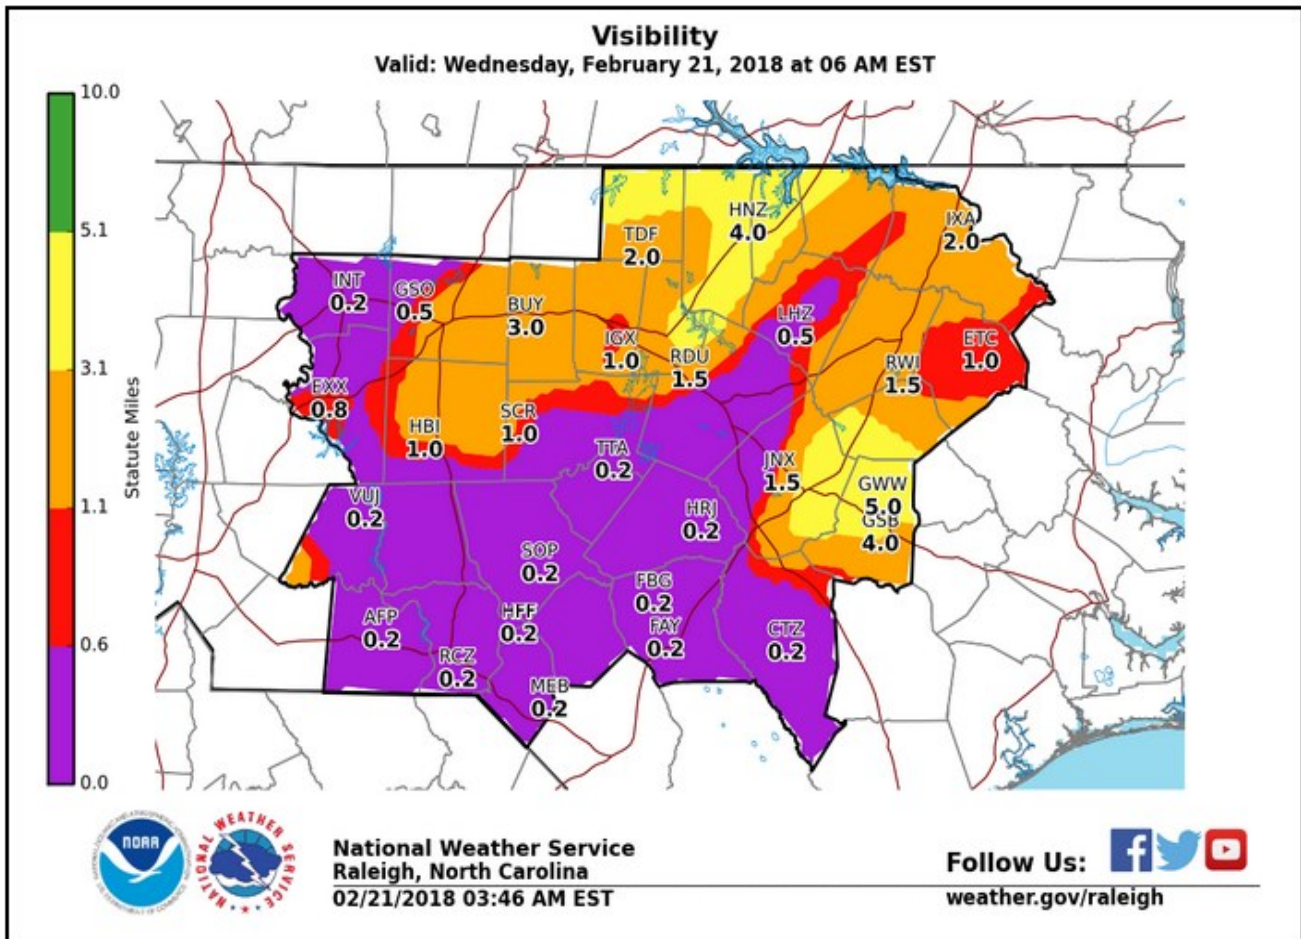 Visibility
Valid: Wednesday, February 21, 2018 at 06 AM EST
10.0
5.1
3.1
1.1
0.6
0.0
Statute Miles
HNZ
4.0
IXA
2.0
TDF
2.0
INT
0.2
GSO
0.5
BUY
3.0
LHZ
0.5
IGX
1.0
RDU
1.5
ETC
1.0
RWI
1.5
EXX
0.8
HBI
1.0
SCR
1.0
TTA
0.2
JNX
1.5
GWW
5.0
GSB
4.0
VUJ
0.2
HRJ
0.2
SOP
0.2
FBG
0.2
AFP
0.2
HFF
0.2
FAY
0.2
CTZ
0.2
RCZ
0.2
MEB
0.2
NOAA
NATIONAL WEATHER SERVICE
National Weather Service
Raleigh, North Carolina
02/21/2018 03:46 AM EST
Follow Us:
weather.gov/raleigh